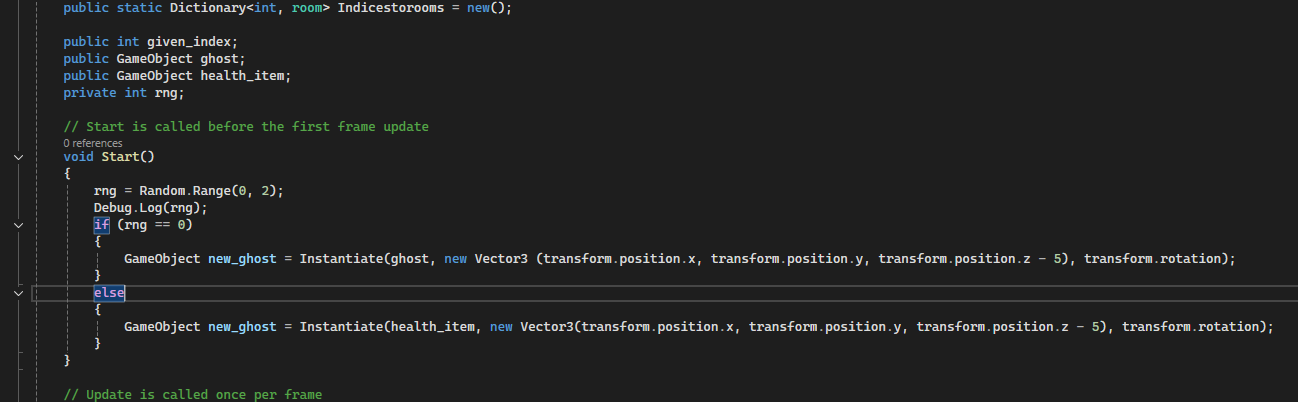 public static Dictionary<int, room> Indicestorooms = new();
public int given_index;
public GameObject ghost;
public GameObject health_item;
private int rng;
// Start is called before the first frame update
0 references
void Start()
{
rng = Random.Range(0, 2);
Debug.Log(rng);
if (rng == 0)
{
GameObject new_ghost = Instantiate(ghost, new Vector3 (transform.position.x, transform.position.y, transform.position.z - 5), transform.rotation);
}
else
{
GameObject new_ghost = Instantiate(health_item, new Vector3(transform.position.x, transform.position.y, transform.position.z - 5), transform.rotation);
}
}
// Update is called once per frame